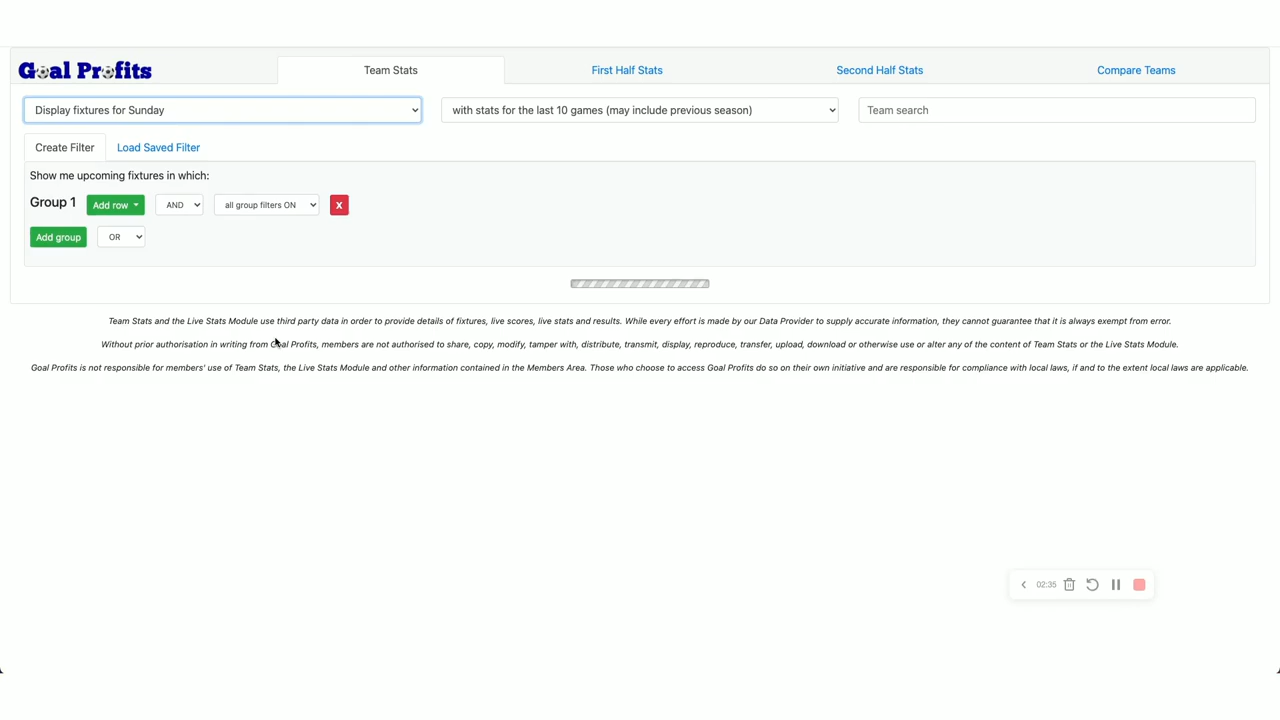 Goal Profits
Team Stats
First Half Stats
Second Half Stats
Compare Teams
Display fixtures for Sunday
with stats for the last 10 games (may include previous season)
Team search
Create Filter
Load Saved Filter
Show me upcoming fixtures in which:
Group 1
Add row
AND
all group filters ON
x
Add group
OR
Team Stats and the Live Stats Module use third party data in order to provide details of fixtures, live scores, live stats and results. While every effort is made by our Data Provider to supply accurate information, they cannot guarantee that it is always exempt from error.
Without prior authorisation in writing from Goal Profits, members are not authorised to share, copy, modify, tamper with, distribute, transmit, display, reproduce, transfer, upload, download or otherwise use or alter any of the content of Team Stats or the Live Stats Module.
Goal Profits is not responsible for members' use of Team Stats, the Live Stats Module and other information contained in the Members Area. Those who choose to access Goal Profits do so on their own initiative and are responsible for compliance with local laws, if and to the extent local laws are applicable.
02:35